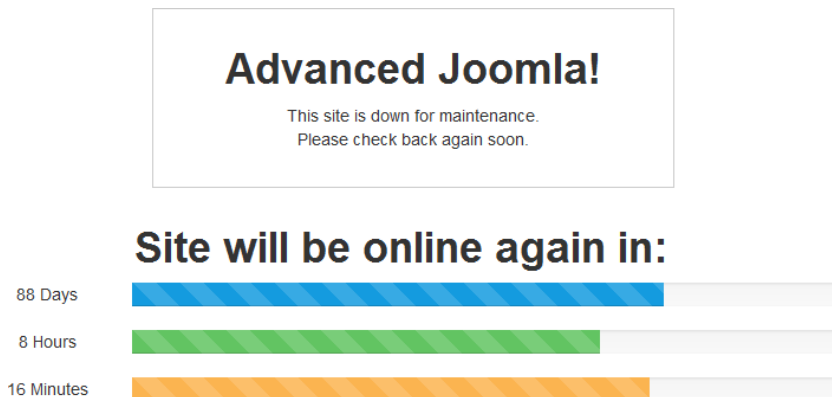 Advanced Joomla!
This site is down for maintenance.
Please check back again soon.
Site will be online again in:
88 Days
8 Hours
16 Minutes